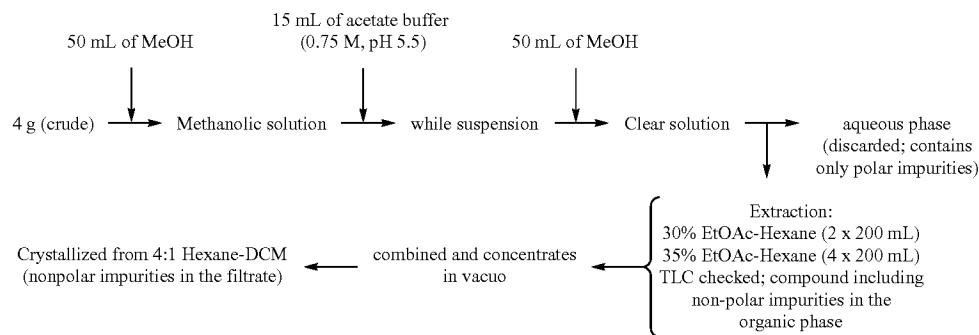 50 mL of MeOH
15 mL of acetate buffer
(0.75 M, pH 5.5)
50 mL of MeOH
4 g (crude)
Methanolic solution
while suspension
Clear solution
aqueous phase
(discarded; contains
only polar impurities)
Extraction:
30% EtOAc-Hexane (2 x 200 mL)
35% EtOAc-Hexane (4 x 200 mL)
TLC checked; compound including
non-polar impurities in the
organic phase
combined and concentrates
in vacuo
Crystallized from 4:1 Hexane-DCM
(nonpolar impurities in the filtrate)